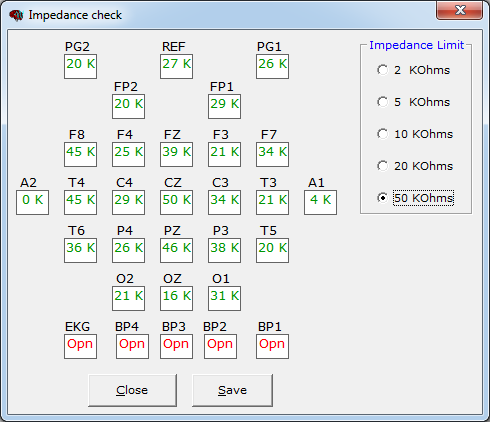 Impedance check
PG2 REF PG1
20 K 27 K 26 K
FP2 FP1
20 K 29 K
F8 F4 FZ F3 F7
45 K 25 K 39 K 21 K 34 K
A2 T4 C4 CZ C3 T3 A1
0 K 45 K 29 K 50 K 34 K 21 K 4 K
T6 P4 PZ P3 T5
36 K 26 K 46 K 38 K 20 K
O2 OZ O1
21 K 16 K 31 K
EKG BP4 BP3 BP2 BP1
Opn Opn Opn Opn Opn
Close Save
Impedance Limit
2 KOhms
5 KOhms
10 KOhms
20 KOhms
50 KOhms